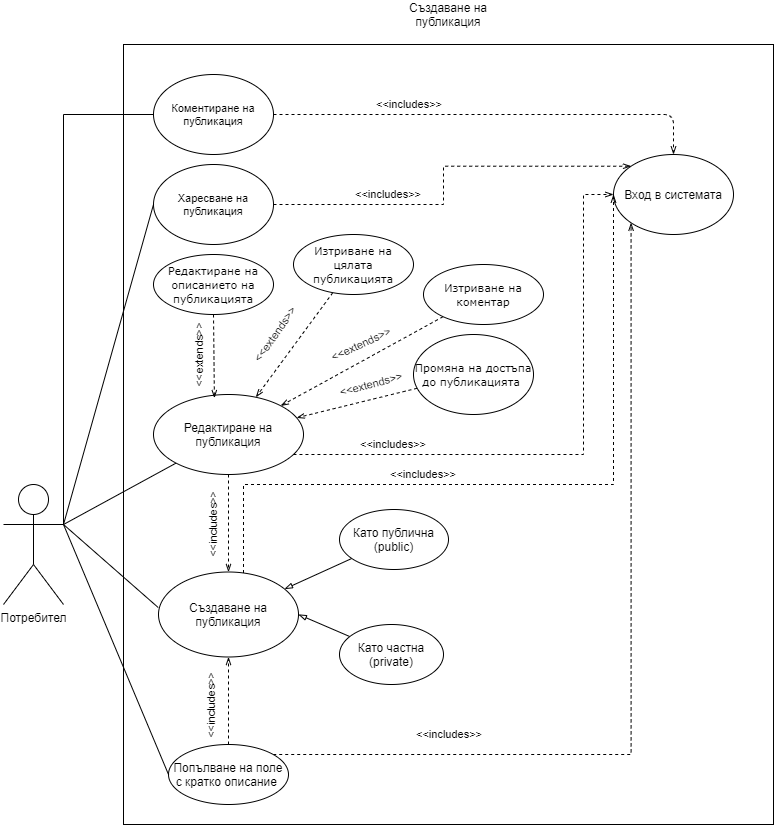 Създаване на
публикация
Коментиране на
публикация
<<includes>>
Харесване на
публикация
<<includes>>
Вход в системата
Редактиране на
описанието на
публикацията
Изтриване на
цялата
публикацията
Изтриване на
коментар
<<extends>>
<<extends>>
<<extends>>
Промяна на достъпа
до публикацията
<<extends>>
Редактиране на
публикация
<<includes>>
<<includes>>
<<includes>>
Като публична
(public)
Създаване на
публикация
Като частна
(private)
Потребител
<<includes>>
<<includes>>
Попълване на поле
с кратко описание